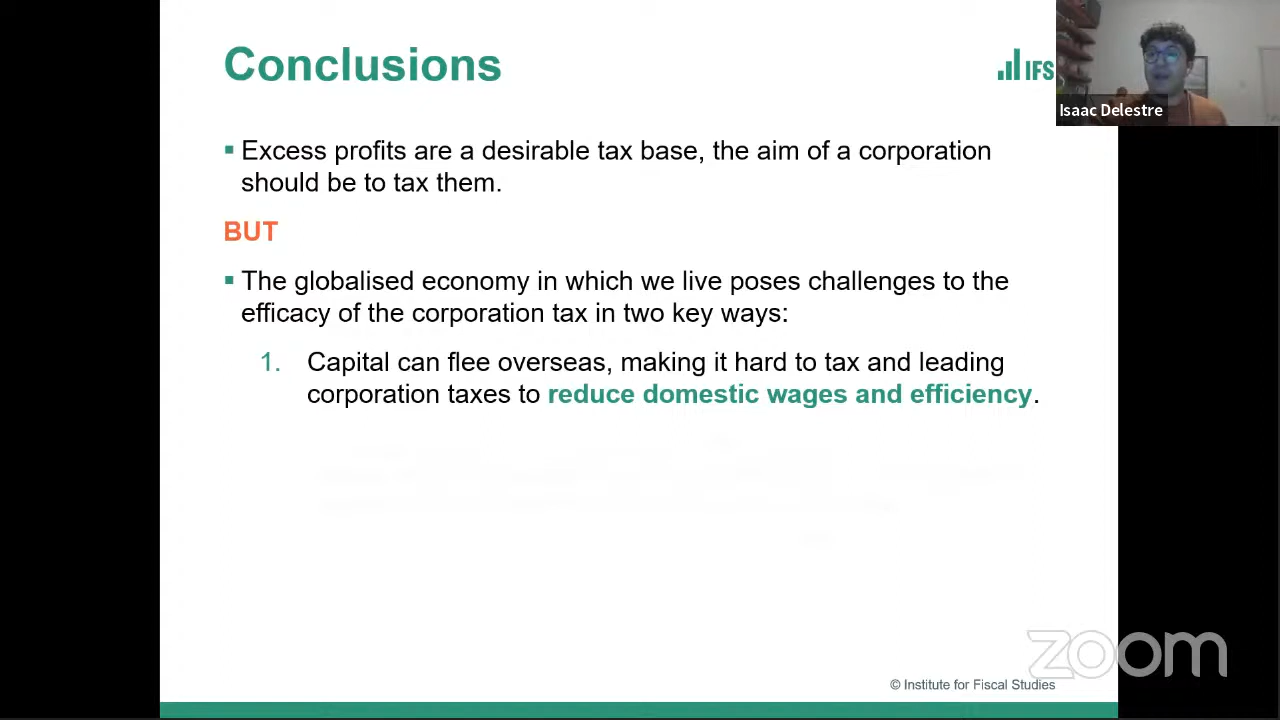 Conclusions
IFS
Isaac Delestre
▪ Excess profits are a desirable tax base, the aim of a corporation
should be to tax them.
BUT
▪ The globalised economy in which we live poses challenges to the
efficacy of the corporation tax in two key ways:
1. Capital can flee overseas, making it hard to tax and leading
corporation taxes to reduce domestic wages and efficiency.
zoom
© Institute for Fiscal Studies